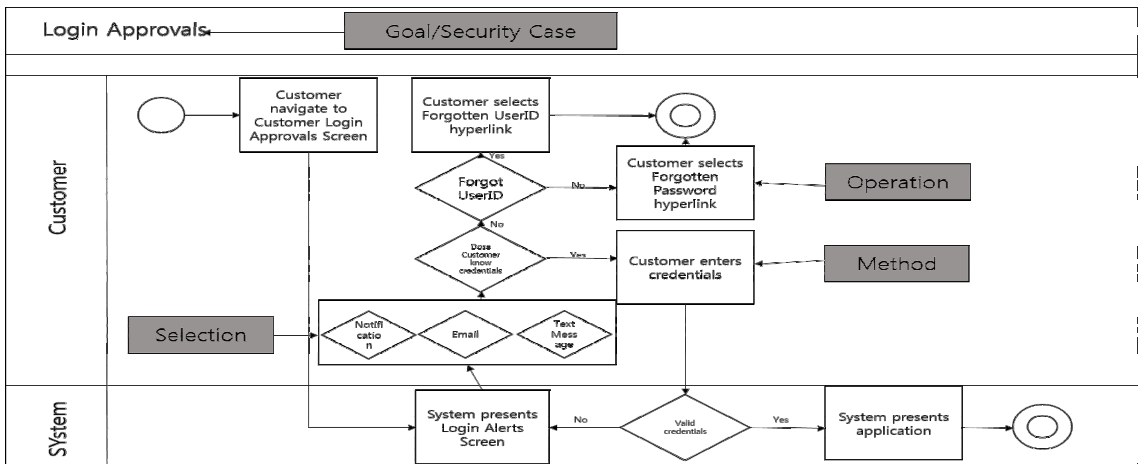 Login Approvals
Goal/Security Case
Customer
Customer
navigate to
Customer Login
Approvals Screen
Customer selects
Forgotten UserID
hyperlink
Yes
Forgot
UserID
No
Customer selects
Forgotten
Password
hyperlink
Operation
No
Dose
Customer
know
credentials
Yes
Customer enters
credentials
Method
Selection
Notifi
catio
n
Email
Text
Mess
age
SYstem
System presents
Login Alerts
Screen
No
Valid
credentials
Yes
System presents
application